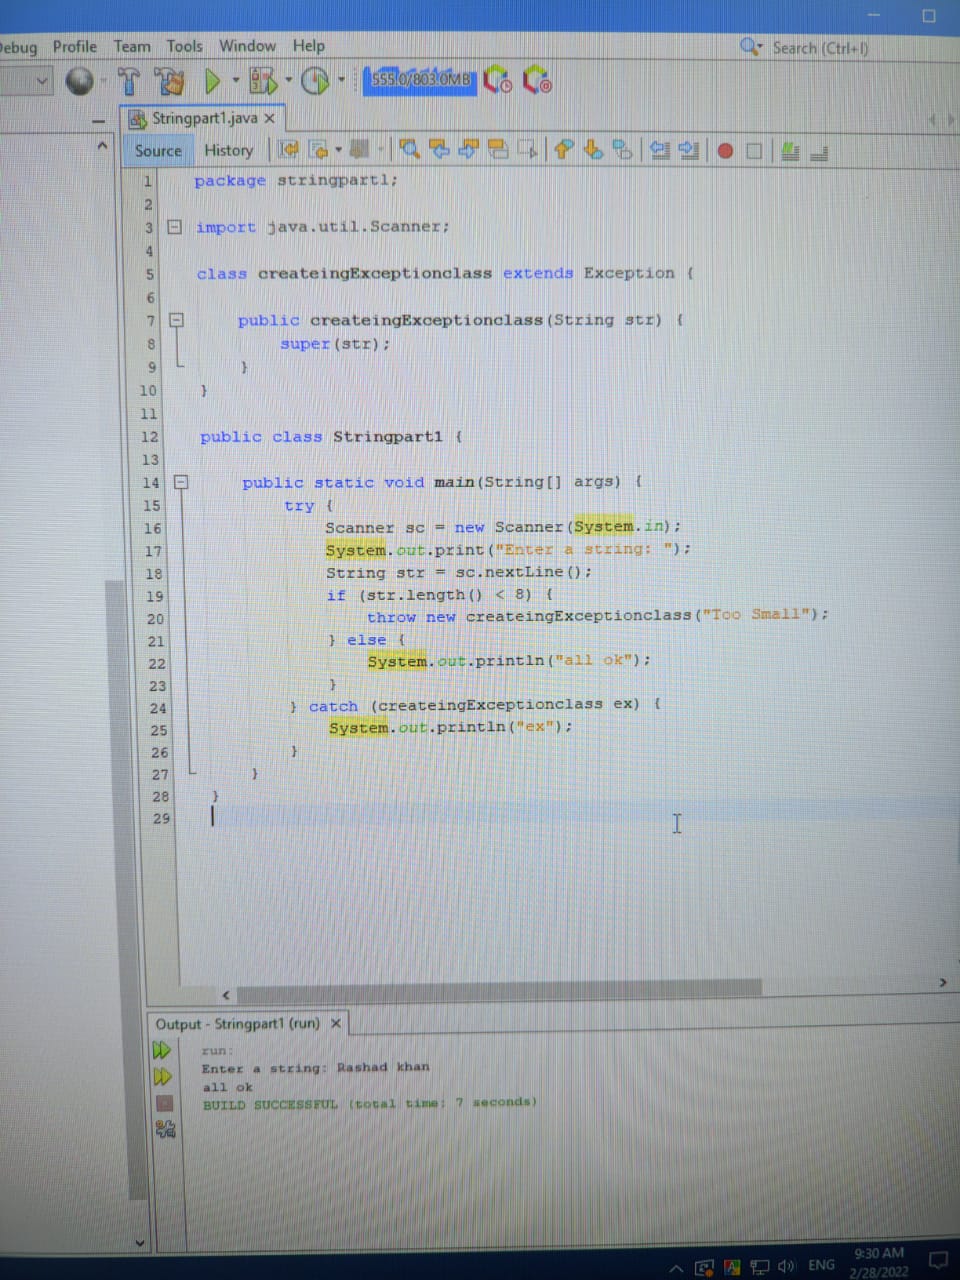 Debug Profile Team Tools Window Help
Search (Ctrl+I)
555.0/803.0MB
Stringpart1.java
Source History
1 package stringpart1;
2
3 import java.util.Scanner;
4
5 class createingExceptionclass extends Exception {
6
7 public createingExceptionclass(String str) {
8 super(str);
9 }
10 }
11
12 public class Stringpart1 {
13
14 public static void main(String[] args) {
15 try {
16 Scanner sc = new Scanner(System.in);
17 System.out.print("Enter a string: ");
18 String str = sc.nextLine();
19 if (str.length() < 8) {
20 throw new createingExceptionclass("Too Small");
21 } else {
22 System.out.println("all ok");
23 }
24 } catch (createingExceptionclass ex) {
25 System.out.println("ex");
26 }
27 }
28 }
29
Output - Stringpart1 (run)
run:
Enter a string: Rashad khan
all ok
BUILD SUCCESSFUL (total time: 7 seconds)
ENG
9:30 AM
2/28/2022